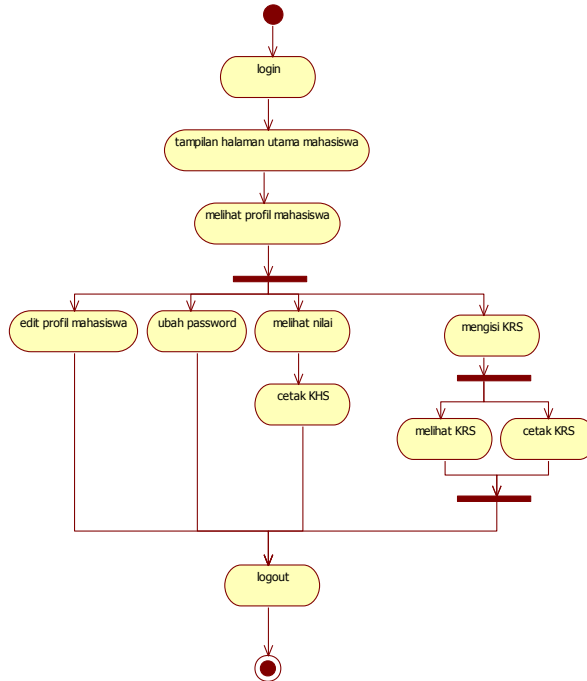 login
tampilan halaman utama mahasiswa
melihat profil mahasiswa
edit profil mahasiswa
ubah password
melihat nilai
mengisi KRS
cetak KHS
melihat KRS
cetak KRS
logout